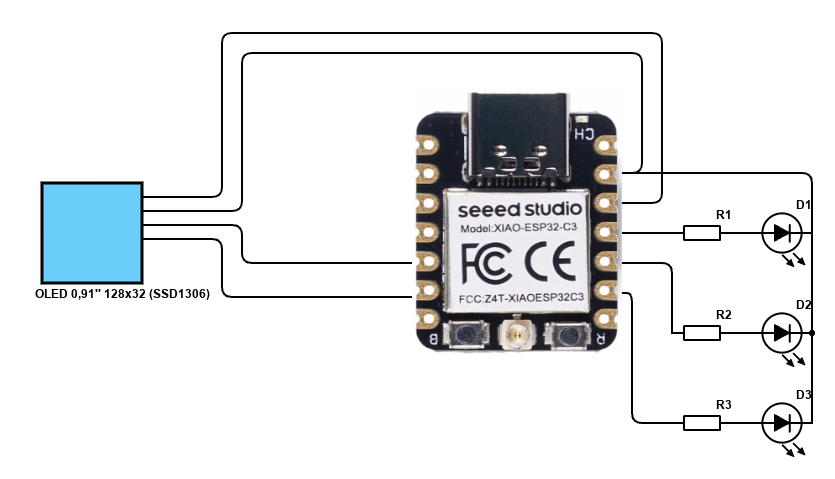 CH
seeed studio
Model:XIAO-ESP32-C3
FC CE
FCC:Z4T-XIAOESP32C3
B
R
OLED 0,91" 128x32 (SSD1306)
R1
D1
R2
D2
R3
D3